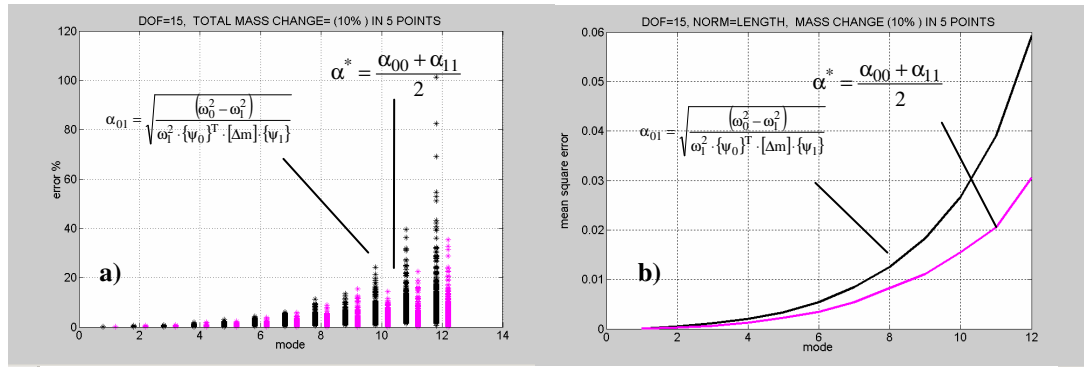 DOF=15, TOTAL MASS CHANGE= (10% ) IN 5 POINTS
120
100
80
60
40
20
0
error %
α* = (α₀₀ + α₁₁) / 2
α₀₁ = √((ω₀² − ω₁²) / (ω₁² · {ψ₀}ᵀ · [Δm] · {ψ₁}))
a)
0 2 4 6 8 10 12 14
mode
DOF=15, NORM=LENGTH, MASS CHANGE (10% ) IN 5 POINTS
0.06
0.05
0.04
0.03
0.02
0.01
0
mean square error
α* = (α₀₀ + α₁₁) / 2
α₀₁ = √((ω₀² − ω₁²) / (ω₁² · {ψ₀}ᵀ · [Δm] · {ψ₁}))
b)
0 2 4 6 8 10 12
mode